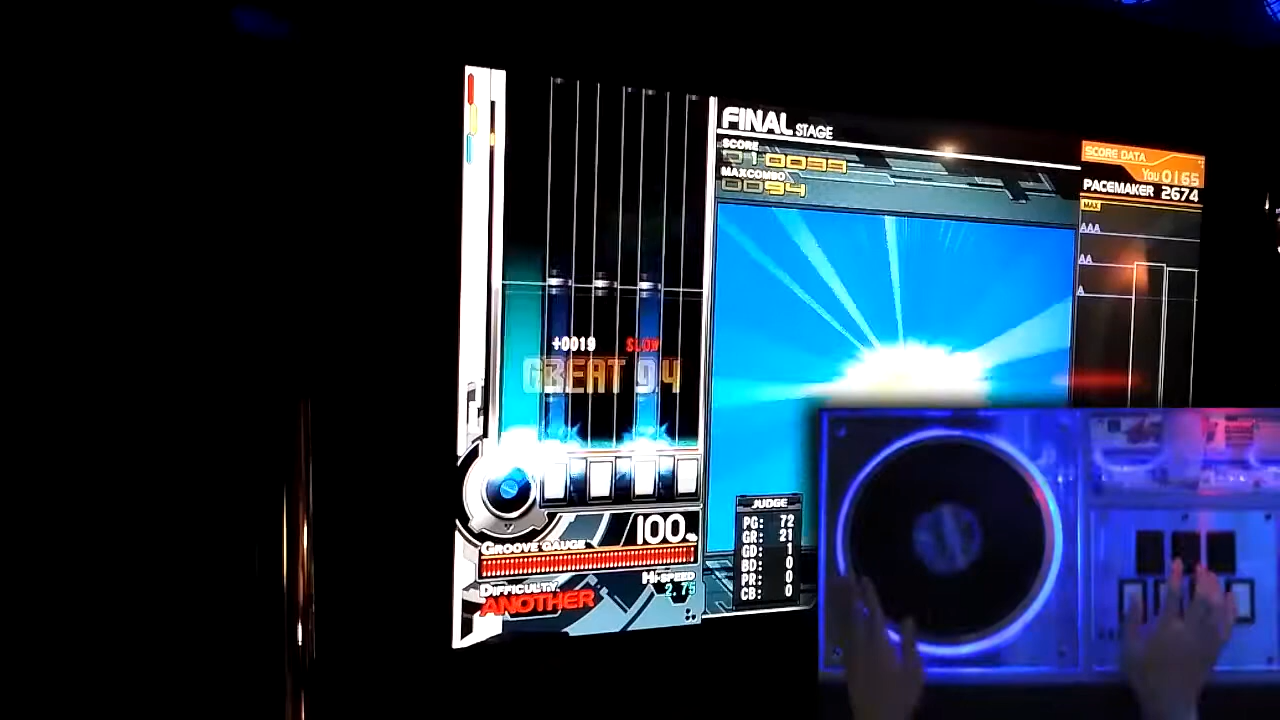 FINAL STAGE
SCORE
010099
MAXCOMBO
0094
SCORE DATA
You 0165
PACEMAKER 2674
MAX
AAA
AA
A
+0019 SLOW
GREAT 94
100%
GROOVE GAUGE
DIFFICULTY
ANOTHER
HI-SPEED
2.75
JUDGE
PG: 72
GR: 21
GD: 1
BD: 0
PR: 0
CB: 0